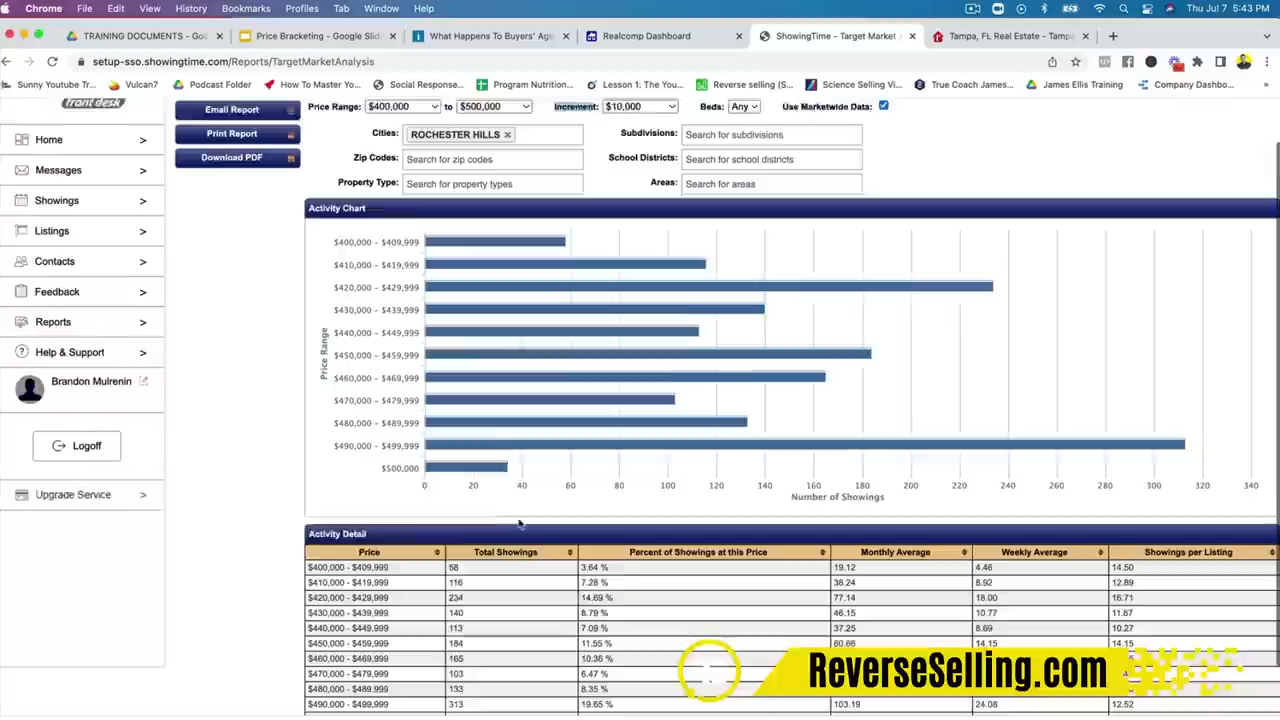 Chrome File Edit View History Bookmarks Profiles Tab Window Help Thu Jul 7 5:43 PM
TRAINING DOCUMENTS - G × Price Bracketing - Google Slid × What Happens To Buyers' Age × Realcomp Dashboard × ShowingTime - Target Market × Tampa, FL Real Estate - Tampa × +
setup-sso.showingtime.com/Reports/TargetMarketAnalysis
Sunny Youtube Tr... Vulcan7 Podcast Folder How To Market Yo... Social Response... Program Nutrition... Lesson 1: The You... Reverse selling (S... Science Selling Vi... True Coach James... James Ellis Training Company Dashbo... »
front desk
Email Report
Print Report
Download PDF
Price Range: $400,000 to $500,000 Increment: $10,000 Beds: Any Use Marketwide Data:
Cities: ROCHESTER HILLS × Subdivisions: Search for subdivisions
Zip Codes: Search for zip codes School Districts: Search for school districts
Property Type: Search for property types Areas: Search for areas
Home >
Messages >
Showings >
Listings >
Contacts >
Feedback >
Reports >
Help & Support >
Brandon Mulrenin
Logoff
Upgrade Service >
Activity Chart
Price Range
$400,000 - $409,999
$410,000 - $419,999
$420,000 - $429,999
$430,000 - $439,999
$440,000 - $449,999
$450,000 - $459,999
$460,000 - $469,999
$470,000 - $479,999
$480,000 - $489,999
$490,000 - $499,999
$500,000
0 20 40 60 80 100 120 140 160 180 200 220 240 260 280 300 320 340
Number of Showings
Activity Detail
Price Total Showings Percent of Showings at this Price Monthly Average Weekly Average Showings per Listing
$400,000 - $409,999 58 3.64 % 19.12 4.46 14.50
$410,000 - $419,999 116 7.28 % 38.24 8.92 12.89
$420,000 - $429,999 234 14.69 % 77.14 18.00 16.71
$430,000 - $439,999 140 8.79 % 46.15 10.77 11.67
$440,000 - $449,999 113 7.09 % 37.25 8.69 10.27
$450,000 - $459,999 184 11.55 % 60.66 14.15 14.15
$460,000 - $469,999 165 10.36 %
$470,000 - $479,999 103 6.47 %
$480,000 - $489,999 133 8.35 %
$490,000 - $499,999 313 19.65 % 103.19 24.08 12.52
ReverseSelling.com